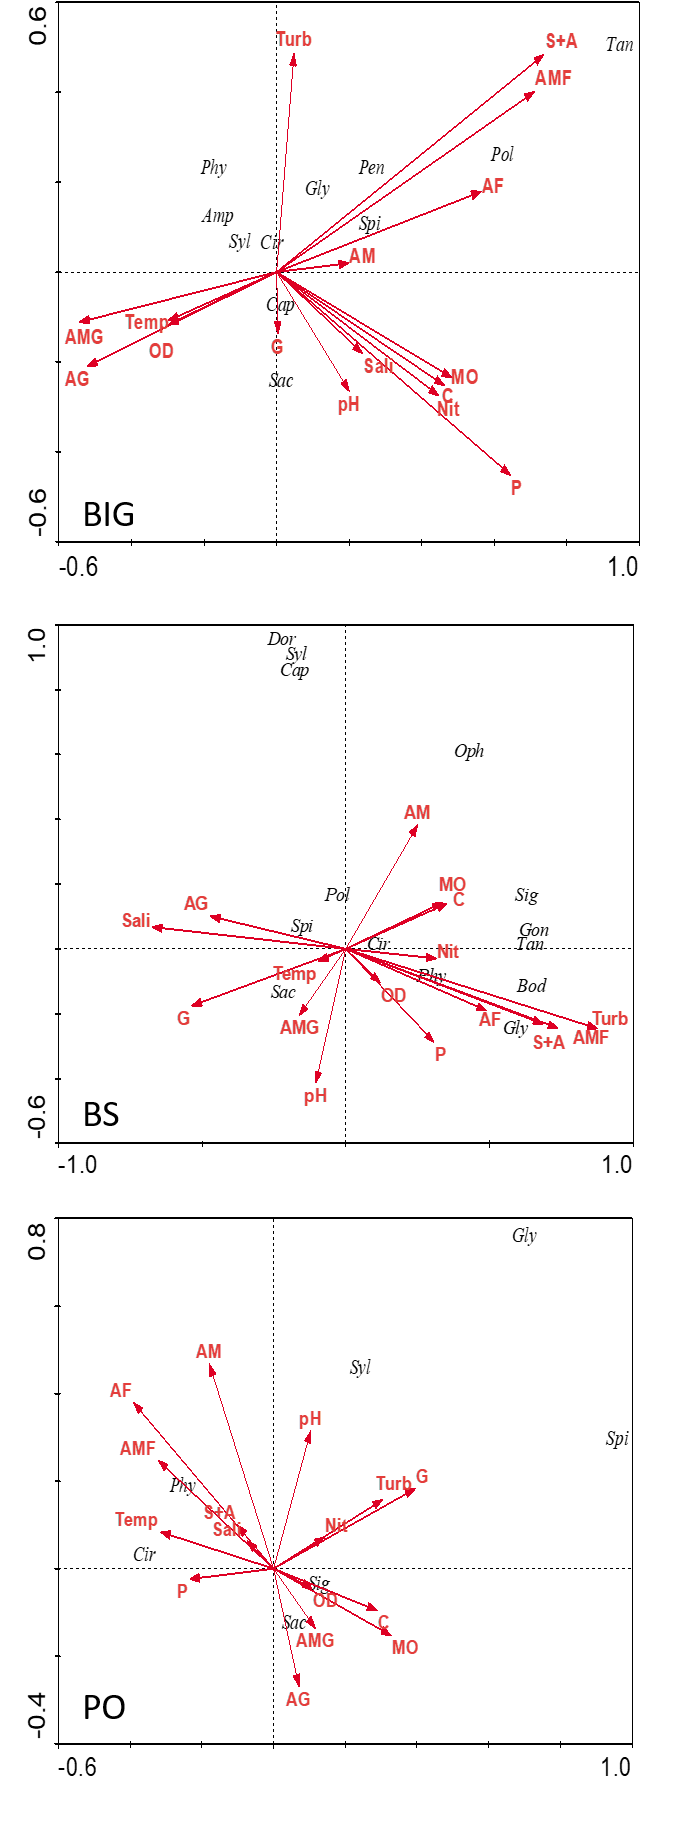 0.6
Turb
S+A
Tan
AMF
Pol
Phy
Pen
Gly
AF
Amp
Spi
Syl Cir
AM
Cap
Temp
AMG
G
OD
Sali
MO
AG
Sac
C
pH
Nit
P
-0.6
BIG
-0.6
1.0
1.0
Dor
Syl
Cap
Oph
AM
MO
Pol
Sig
AG
C
Sali
Spi
Gon
Cir
Tan
Nit
Temp
Phy
Bod
Sac
OD
G
AF
Turb
AMG
Gly
AMF
S+A
P
pH
-0.6
BS
-1.0
1.0
0.8
Gly
AM
Syl
AF
pH
Spi
AMF
Phy
Turb
G
S+A
Temp
Sali
Nit
Cir
Sig
P
OD
Sac
C
AMG
MO
AG
-0.4
PO
-0.6
1.0